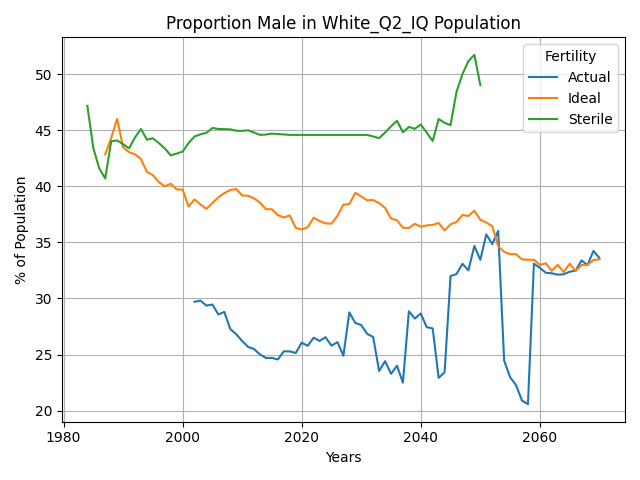 Proportion Male in White_Q2_IQ Population
Fertility
Actual
Ideal
Sterile
% of Population
50
45
40
35
30
25
20
1980
2000
2020
2040
2060
Years